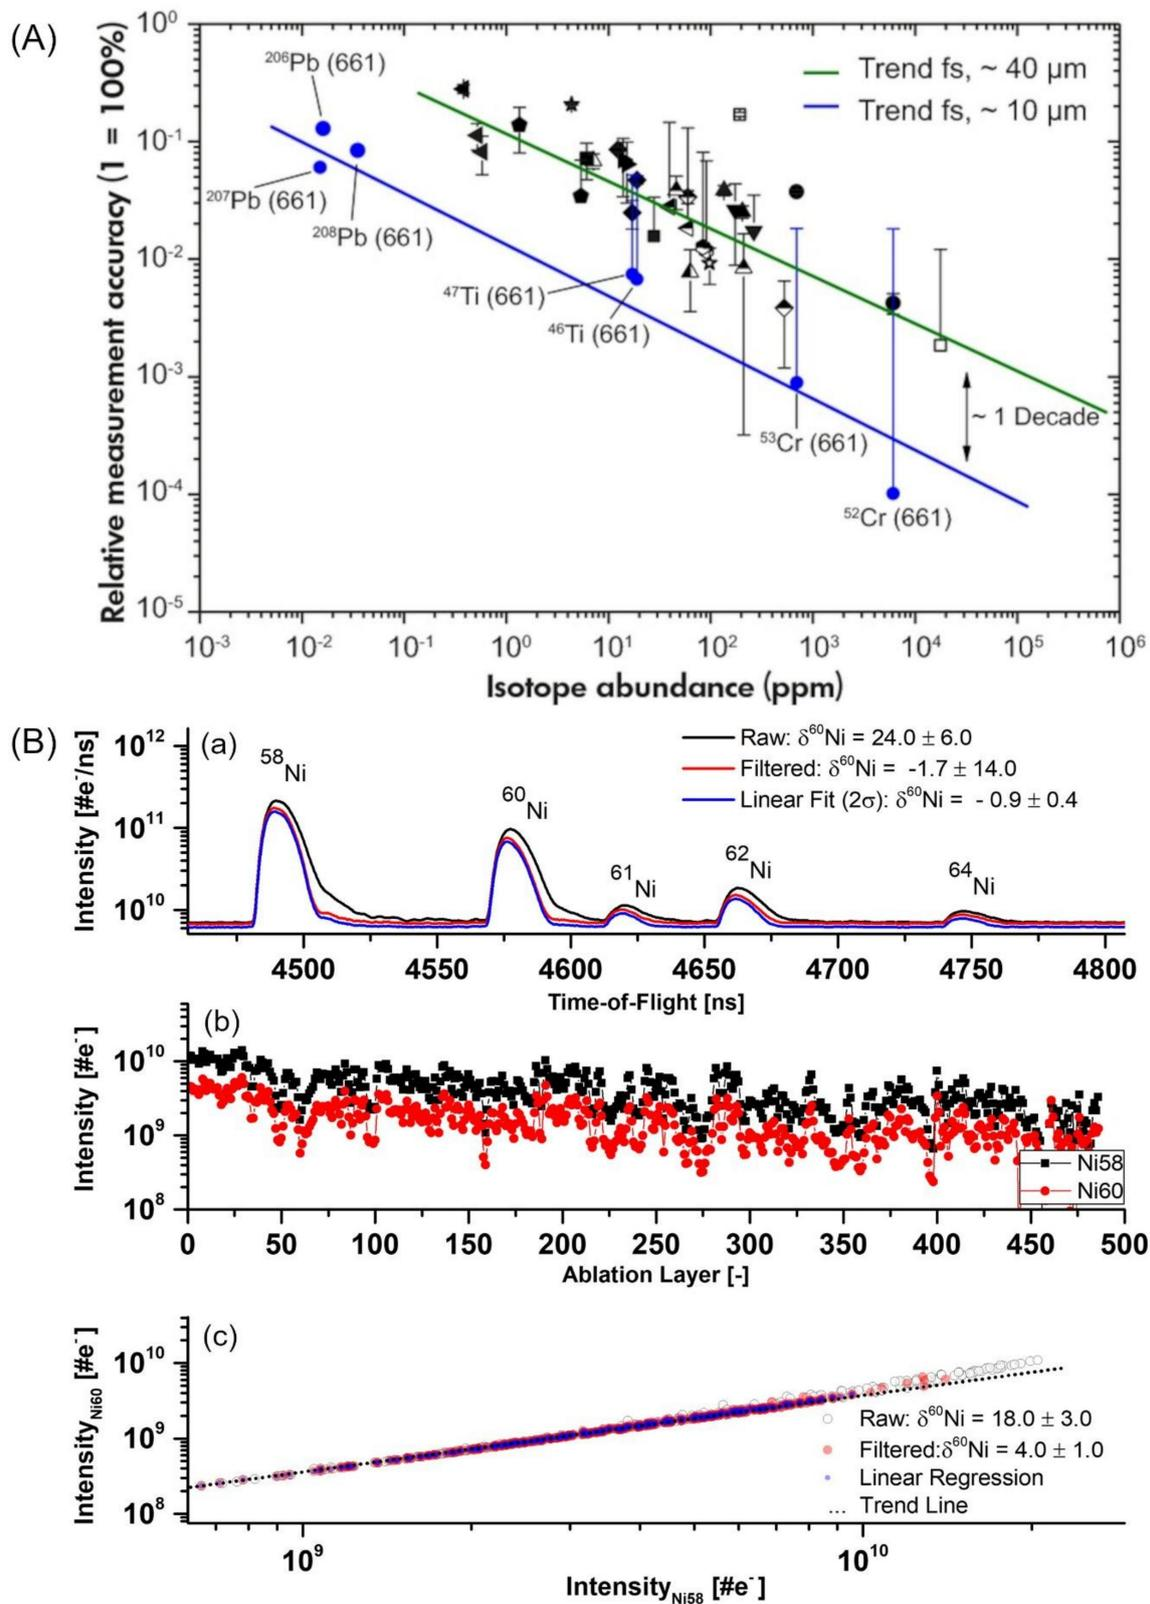 (A)
Relative measurement accuracy (1 = 100%)
10⁰
10⁻¹
10⁻²
10⁻³
10⁻⁴
10⁻⁵
²⁰⁶Pb (661)
²⁰⁷Pb (661)
²⁰⁸Pb (661)
⁴⁷Ti (661)
⁴⁶Ti (661)
⁵³Cr (661)
⁵²Cr (661)
Trend fs, ~ 40 µm
Trend fs, ~ 10 µm
~ 1 Decade
10⁻³ 10⁻² 10⁻¹ 10⁰ 10¹ 10² 10³ 10⁴ 10⁵ 10⁶
Isotope abundance (ppm)
(B)
(a)
Intensity [#e⁻/ns]
10¹²
10¹¹
10¹⁰
⁵⁸Ni
⁶⁰Ni
⁶¹Ni
⁶²Ni
⁶⁴Ni
Raw: δ⁶⁰Ni = 24.0 ± 6.0
Filtered: δ⁶⁰Ni = -1.7 ± 14.0
Linear Fit (2σ): δ⁶⁰Ni = - 0.9 ± 0.4
4500 4550 4600 4650 4700 4750 4800
Time-of-Flight [ns]
(b)
Intensity [#e⁻]
10¹⁰
10⁹
10⁸
Ni58
Ni60
0 50 100 150 200 250 300 350 400 450 500
Ablation Layer [-]
(c)
Intensity_Ni60 [#e⁻]
10¹⁰
10⁹
10⁸
Raw: δ⁶⁰Ni = 18.0 ± 3.0
Filtered:δ⁶⁰Ni = 4.0 ± 1.0
Linear Regression
Trend Line
10⁹ 10¹⁰
Intensity_Ni58 [#e⁻]